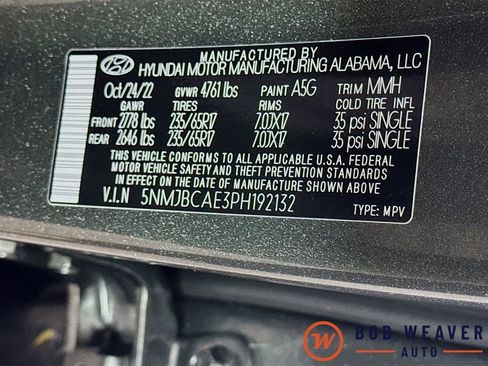 MANUFACTURED BY
HYUNDAI MOTOR MANUFACTURING ALABAMA, LLC
Oct/24/22 GVWR 4761 lbs PAINT A5G TRIM MMH
GAWR TIRES RIMS COLD TIRE INFL
FRONT 2778 lbs 235/65R17 7.0JX17 35 psi SINGLE
REAR 2646 lbs 235/65R17 7.0JX17 35 psi SINGLE
THIS VEHICLE CONFORMS TO ALL APPLICABLE U.S.A. FEDERAL
MOTOR VEHICLE SAFETY AND THEFT PREVENTION STANDARDS
IN EFFECT ON THE DATE OF MANUFACTURE SHOWN ABOVE.
V.I.N 5NMJBCAE3PH192132
TYPE: MPV
W BOB WEAVER
AUTO